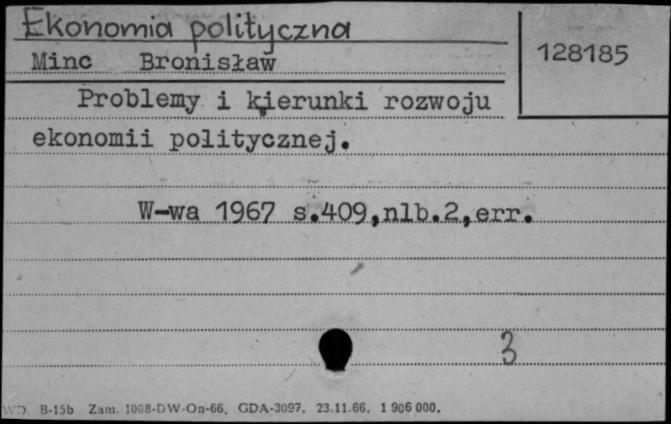 Ekonomia polityczna
128185
Minc Bronisław
Problemy i kierunki rozwoju
ekonomii politycznej.
W-wa 1967 s.409,nlb.2,err.
3
WD. B-15b Zam. 1008-DW-On-66. GDA-3097. 23.11.66. 1 906 000.